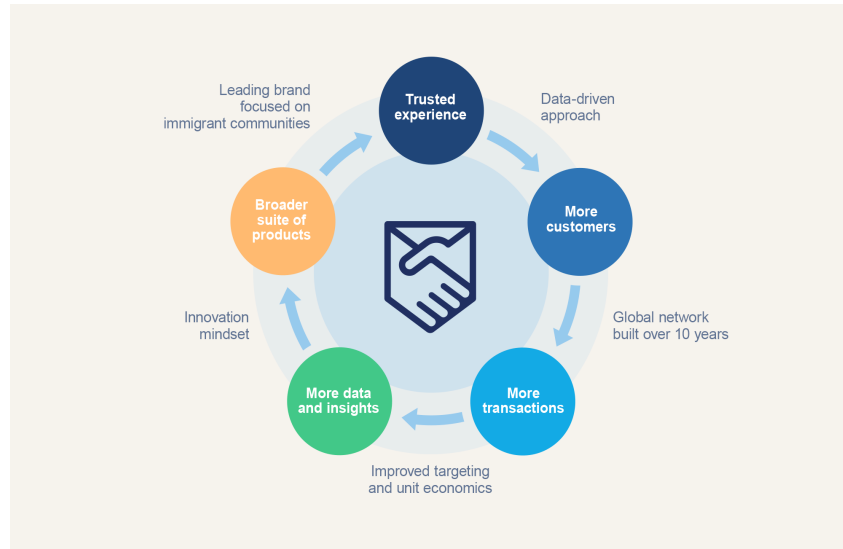 Trusted
experience
Data-driven
approach
More
customers
Global network
built over 10 years
More
transactions
Improved targeting
and unit economics
More data
and insights
Innovation
mindset
Broader
suite of
products
Leading brand
focused on
immigrant communities